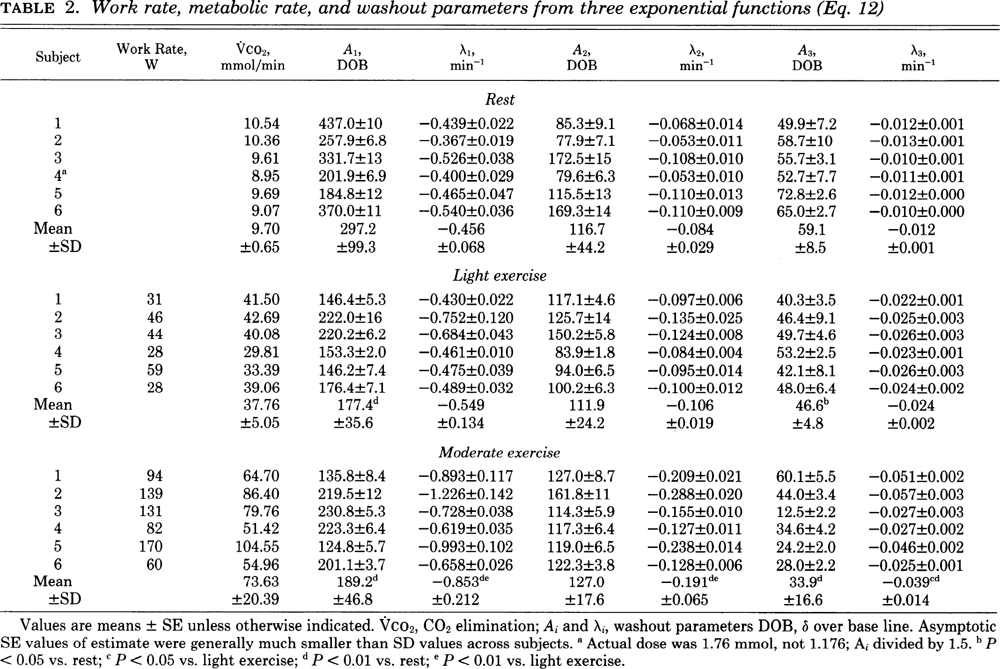 TABLE 2. Work rate, metabolic rate, and washout parameters from three exponential functions (Eq. 12)
Subject Work Rate, W V̇CO₂, mmol/min A₁, DOB λ₁, min⁻¹ A₂, DOB λ₂, min⁻¹ A₃, DOB λ₃, min⁻¹
Rest
1 10.54 437.0±10 −0.439±0.022 85.3±9.1 −0.068±0.014 49.9±7.2 −0.012±0.001
2 10.36 257.9±6.8 −0.367±0.019 77.9±7.1 −0.053±0.011 58.7±10 −0.013±0.001
3 9.61 331.7±13 −0.526±0.038 172.5±15 −0.108±0.010 55.7±3.1 −0.010±0.001
4ᵃ 8.95 201.9±6.9 −0.400±0.029 79.6±6.3 −0.053±0.010 52.7±7.7 −0.011±0.001
5 9.69 184.8±12 −0.465±0.047 115.5±13 −0.110±0.013 72.8±2.6 −0.012±0.000
6 9.07 370.0±11 −0.540±0.036 169.3±14 −0.110±0.009 65.0±2.7 −0.010±0.000
Mean 9.70 297.2 −0.456 116.7 −0.084 59.1 −0.012
±SD ±0.65 ±99.3 ±0.068 ±44.2 ±0.029 ±8.5 ±0.001
Light exercise
1 31 41.50 146.4±5.3 −0.430±0.022 117.1±4.6 −0.097±0.006 40.3±3.5 −0.022±0.001
2 46 42.69 222.0±16 −0.752±0.120 125.7±14 −0.135±0.025 46.4±9.1 −0.025±0.003
3 44 40.08 220.2±6.2 −0.684±0.043 150.2±5.8 −0.124±0.008 49.7±4.6 −0.026±0.003
4 28 29.81 153.3±2.0 −0.461±0.010 83.9±1.8 −0.084±0.004 53.2±2.5 −0.023±0.001
5 59 33.39 146.2±7.4 −0.475±0.039 94.0±6.5 −0.095±0.014 42.1±8.1 −0.026±0.003
6 28 39.06 176.4±7.1 −0.489±0.032 100.2±6.3 −0.100±0.012 48.0±6.4 −0.024±0.002
Mean 37.76 177.4ᵈ −0.549 111.9 −0.106 46.6ᵇ −0.024
±SD ±5.05 ±35.6 ±0.134 ±24.2 ±0.019 ±4.8 ±0.002
Moderate exercise
1 94 64.70 135.8±8.4 −0.893±0.117 127.0±8.7 −0.209±0.021 60.1±5.5 −0.051±0.002
2 139 86.40 219.5±12 −1.226±0.142 161.8±11 −0.288±0.020 44.0±3.4 −0.057±0.003
3 131 79.76 230.8±5.3 −0.728±0.038 114.3±5.9 −0.155±0.010 12.5±2.2 −0.027±0.003
4 82 51.42 223.3±6.4 −0.619±0.035 117.3±6.4 −0.127±0.011 34.6±4.2 −0.027±0.002
5 170 104.55 124.8±5.7 −0.993±0.102 119.0±6.5 −0.238±0.014 24.2±2.0 −0.046±0.002
6 60 54.96 201.1±3.7 −0.658±0.026 122.3±3.8 −0.128±0.006 28.0±2.2 −0.025±0.001
Mean 73.63 189.2ᵈ −0.853ᵈᵉ 127.0 −0.191ᵈᵉ 33.9ᵈ −0.039ᶜᵈ
±SD ±20.39 ±46.8 ±0.212 ±17.6 ±0.065 ±16.6 ±0.014
Values are means ± SE unless otherwise indicated. V̇CO₂, CO₂ elimination; Aᵢ and λᵢ, washout parameters DOB, δ over base line. Asymptotic
SE values of estimate were generally much smaller than SD values across subjects. ᵃ Actual dose was 1.76 mmol, not 1.176; Aᵢ divided by 1.5. ᵇ P
< 0.05 vs. rest; ᶜ P < 0.05 vs. light exercise; ᵈ P < 0.01 vs. rest; ᵉ P < 0.01 vs. light exercise.